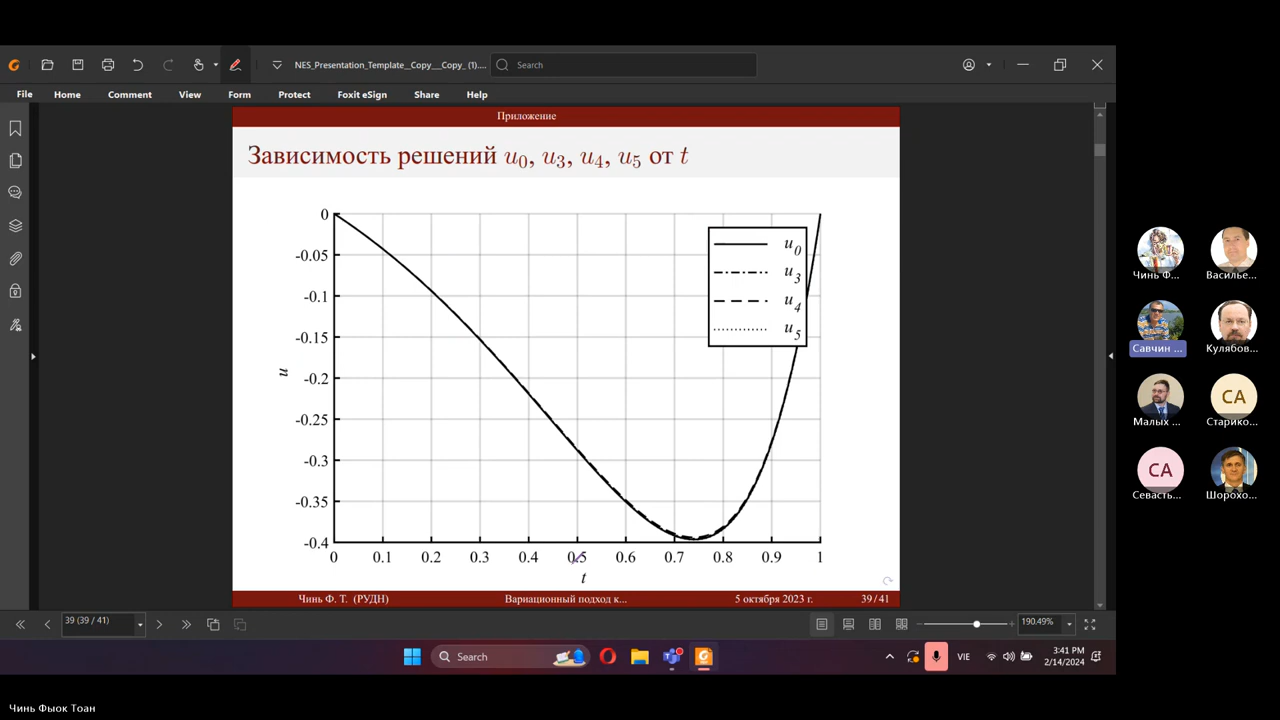 NES_Presentation_Template__Copy___Copy_ (1)....
Search
File Home Comment View Form Protect Foxit eSign Share Help
Приложение
Зависимость решений u₀, u₃, u₄, u₅ от t
0
-0.05
-0.1
-0.15
-0.2
-0.25
-0.3
-0.35
-0.4
u
u₀
u₃
u₄
u₅
0 0.1 0.2 0.3 0.4 0.5 0.6 0.7 0.8 0.9 1
t
Чинь Ф. Т. (РУДН) Вариационный подход к... 5 октября 2023 г. 39 / 41
39 (39 / 41)
190.49%
Search
VIE
3:41 PM
2/14/2024
Чинь Ф...
Василье...
Савчин ...
Кулябов...
Малых ...
CA
Старико...
CA
Севасть...
Шорохо...
Чинь Фыок Тоан